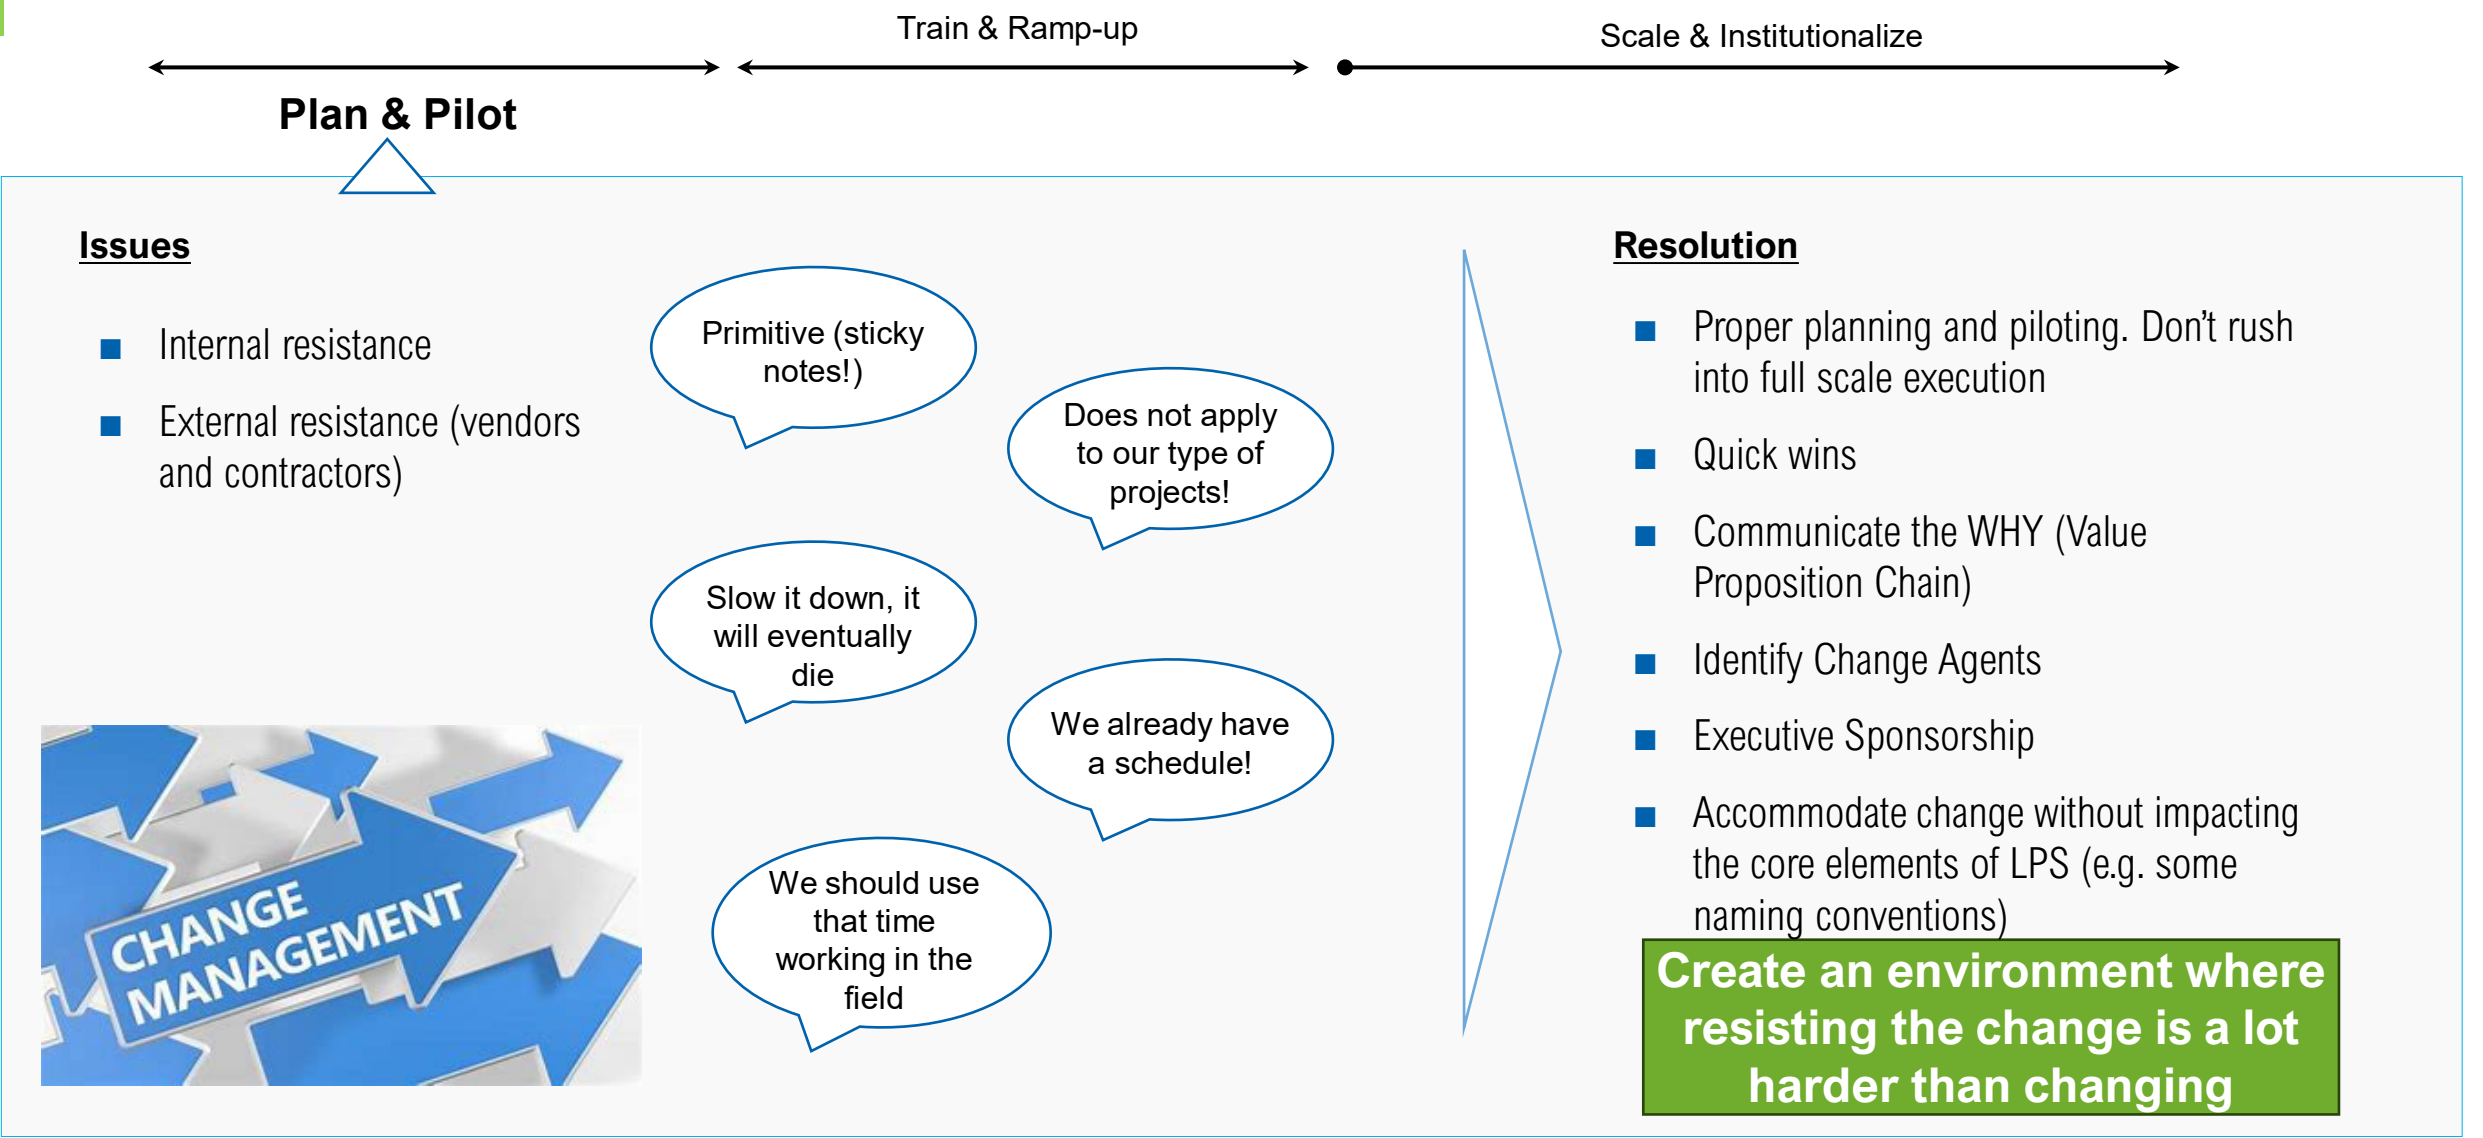 Train & Ramp-up
Scale & Institutionalize
Plan & Pilot
Issues
■ Internal resistance
■ External resistance (vendors
and contractors)
Primitive (sticky
notes!)
Does not apply
to our type of
projects!
Slow it down, it
will eventually
die
We already have
a schedule!
We should use
that time
working in the
field
CHANGE
MANAGEMENT
Resolution
■ Proper planning and piloting. Don't rush
into full scale execution
■ Quick wins
■ Communicate the WHY (Value
Proposition Chain)
■ Identify Change Agents
■ Executive Sponsorship
■ Accommodate change without impacting
the core elements of LPS (e.g. some
naming conventions)
Create an environment where
resisting the change is a lot
harder than changing